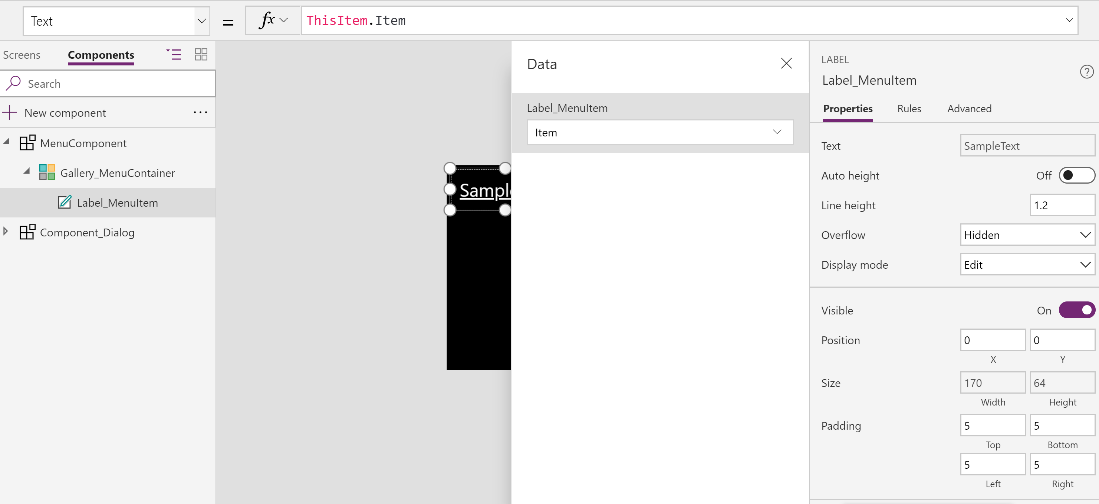 Text = fx ThisItem.Item
Screens Components
Search
New component ...
MenuComponent
Gallery_MenuContainer
Label_MenuItem
Component_Dialog
Sampl
Data
Label_MenuItem
Item
LABEL
Label_MenuItem ?
Properties Rules Advanced
Text SampleText
Auto height Off
Line height 1.2
Overflow Hidden
Display mode Edit
Visible On
Position 0 0
X Y
Size 170 64
Width Height
Padding 5 5
Top Bottom
5 5
Left Right